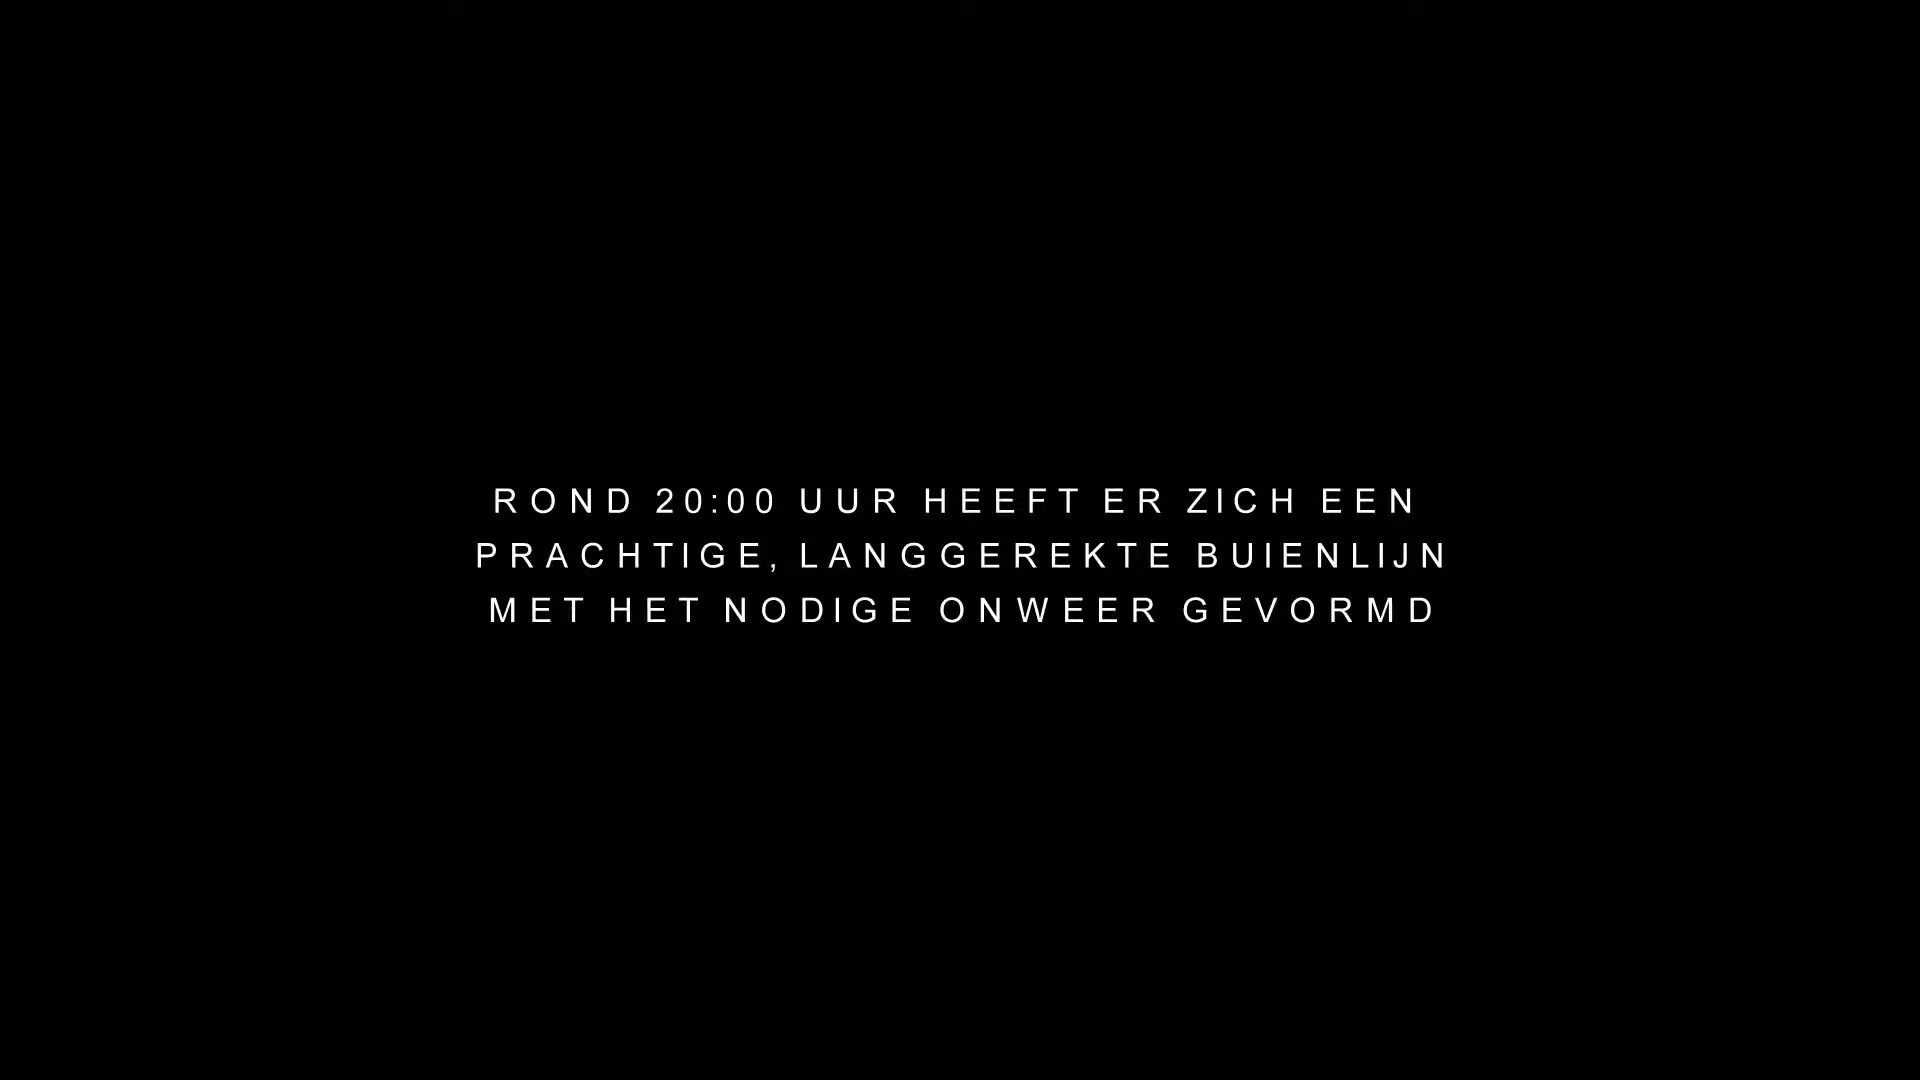 ROND 20:00 UUR HEEFT ER ZICH EEN
PRACHTIGE, LANGGEREKTE BUIENLIJN
MET HET NODIGE ONWEER GEVORMD